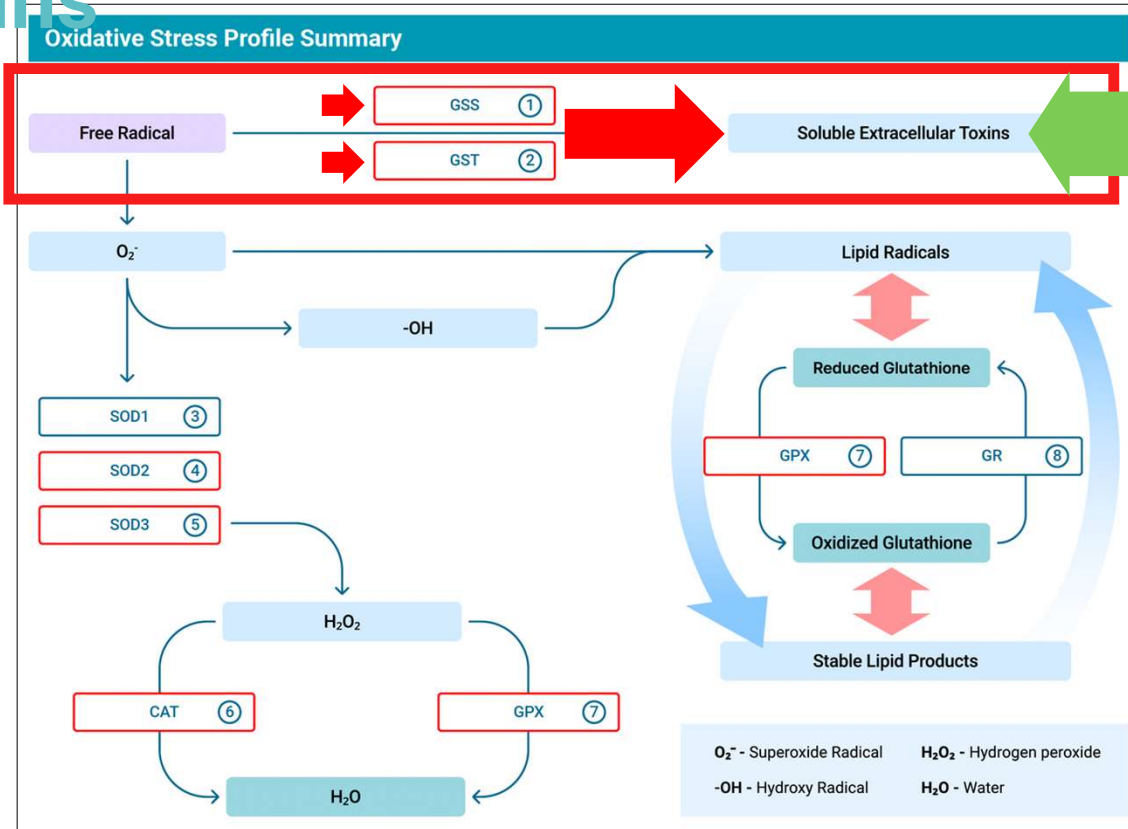 Oxidative Stress Profile Summary
GSS 1
Free Radical
Soluble Extracellular Toxins
GST 2
O₂⁻
Lipid Radicals
-OH
Reduced Glutathione
SOD1 3
GPX 7
GR 8
SOD2 4
SOD3 5
Oxidized Glutathione
H₂O₂
Stable Lipid Products
CAT 6
GPX 7
O₂⁻ - Superoxide Radical
H₂O₂ - Hydrogen peroxide
-OH - Hydroxy Radical
H₂O - Water
H₂O